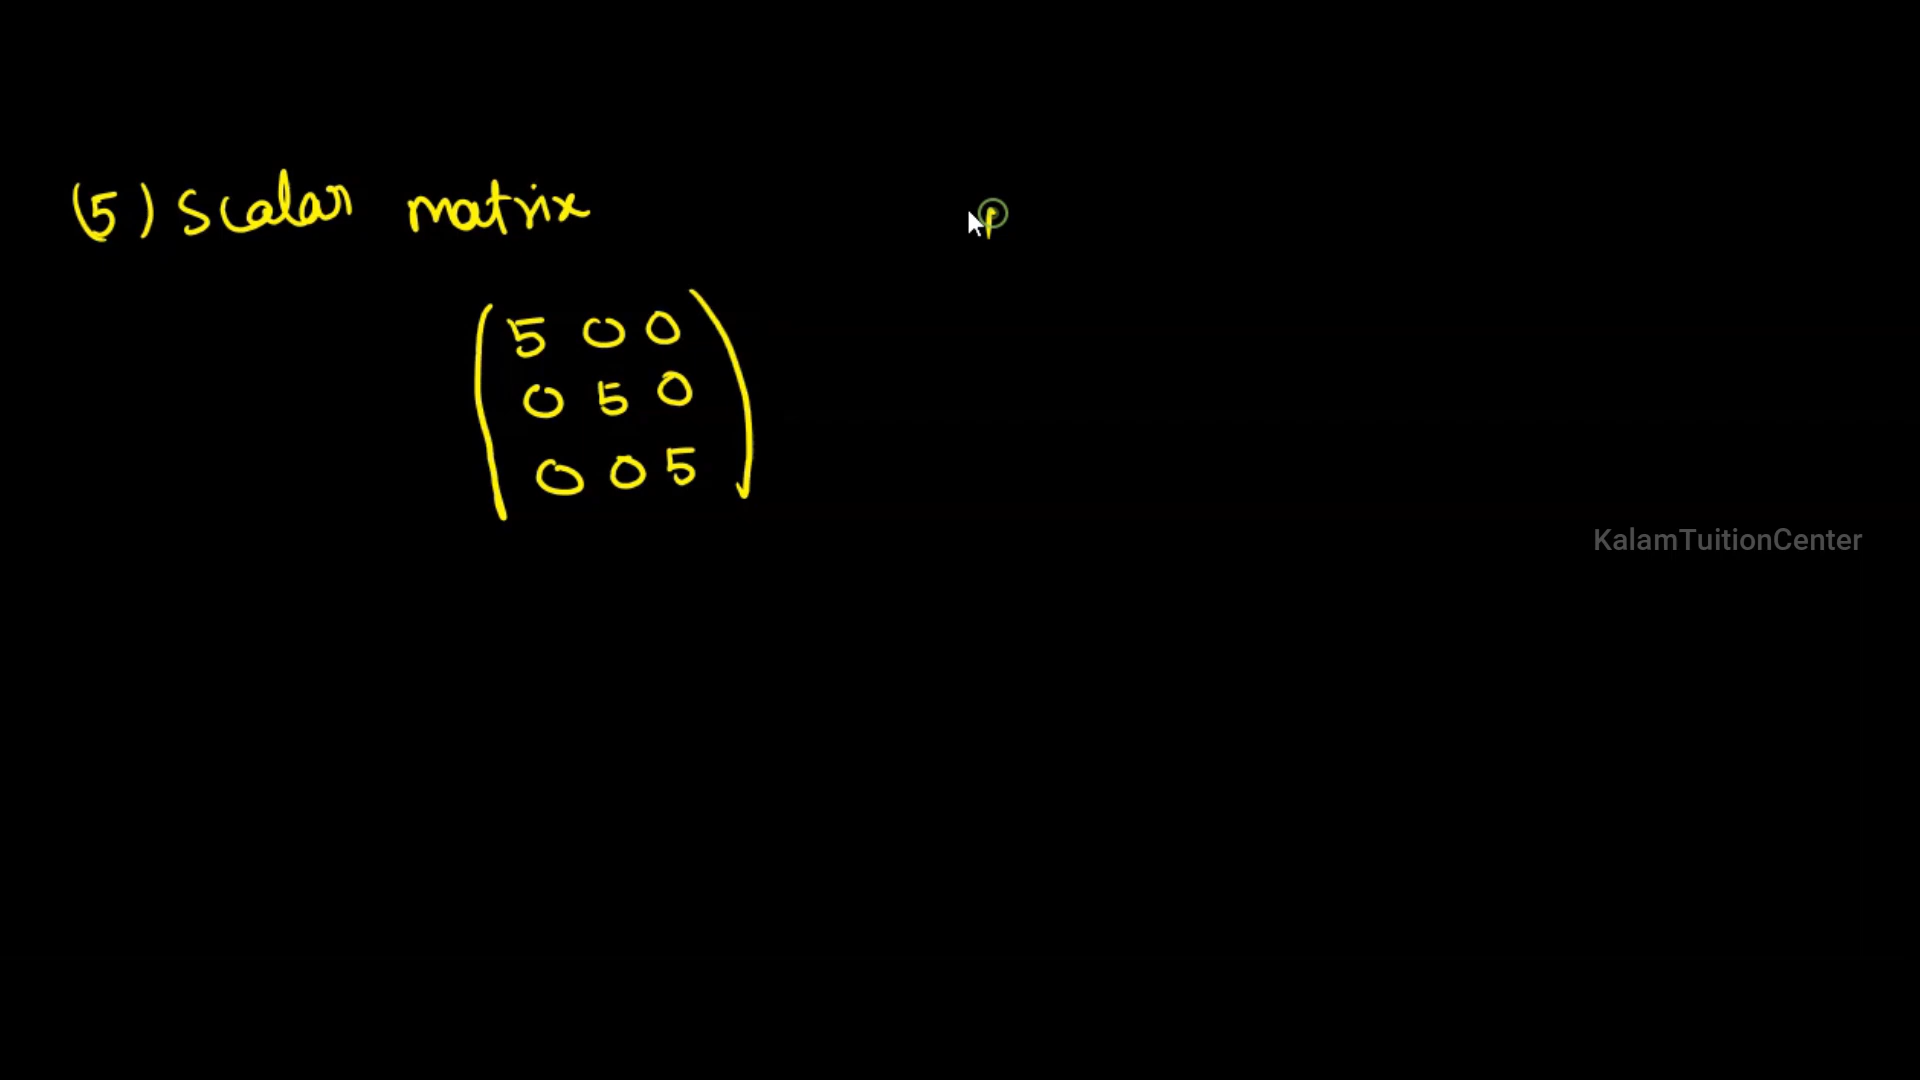 (5) Scalar matrix
5 0 0
0 5 0
0 0 5
KalamTuitionCenter